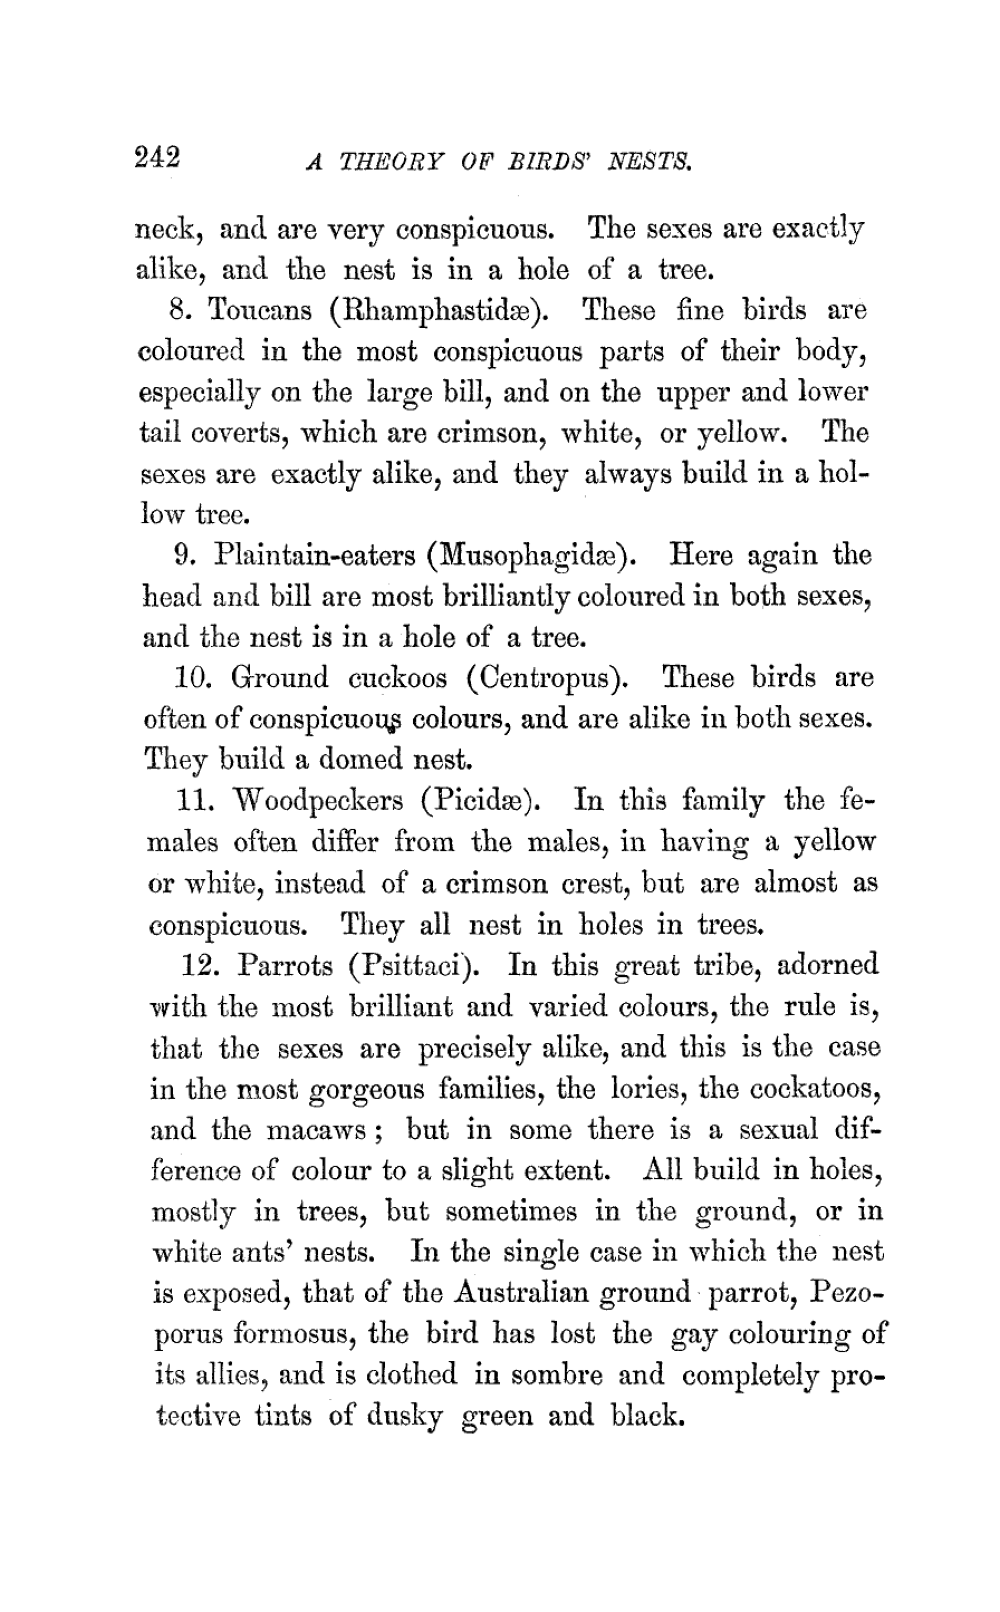 242
A THEORY OF BIRDS' NESTS.
neck, and are very conspicuous. The sexes are exactly
alike, and the nest is in a hole of a tree.
8. Toucans (Rhamphastidæ). These fine birds are
coloured in the most conspicuous parts of their body,
especially on the large bill, and on the upper and lower
tail coverts, which are crimson, white, or yellow. The
sexes are exactly alike, and they always build in a hol-
low tree.
9. Plaintain-eaters (Musophagidæ). Here again the
head and bill are most brilliantly coloured in both sexes,
and the nest is in a hole of a tree.
10. Ground cuckoos (Centropus). These birds are
often of conspicuous colours, and are alike in both sexes.
They build a domed nest.
11. Woodpeckers (Picidæ). In this family the fe-
males often differ from the males, in having a yellow
or white, instead of a crimson crest, but are almost as
conspicuous. They all nest in holes in trees.
12. Parrots (Psittaci). In this great tribe, adorned
with the most brilliant and varied colours, the rule is,
that the sexes are precisely alike, and this is the case
in the most gorgeous families, the lories, the cockatoos,
and the macaws; but in some there is a sexual dif-
ference of colour to a slight extent. All build in holes,
mostly in trees, but sometimes in the ground, or in
white ants' nests. In the single case in which the nest
is exposed, that of the Australian ground parrot, Pezo-
porus formosus, the bird has lost the gay colouring of
its allies, and is clothed in sombre and completely pro-
tective tints of dusky green and black.